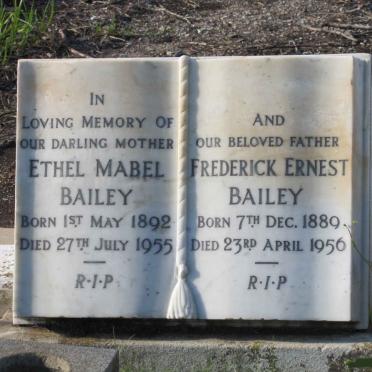 IN
LOVING MEMORY OF
OUR DARLING MOTHER
ETHEL MABEL
BAILEY
BORN 1ST MAY 1892
DIED 27TH JULY 1955
R·I·P
AND
OUR BELOVED FATHER
FREDERICK ERNEST
BAILEY
BORN 7TH DEC. 1889.
DIED 23RD APRIL 1956
R·I·P